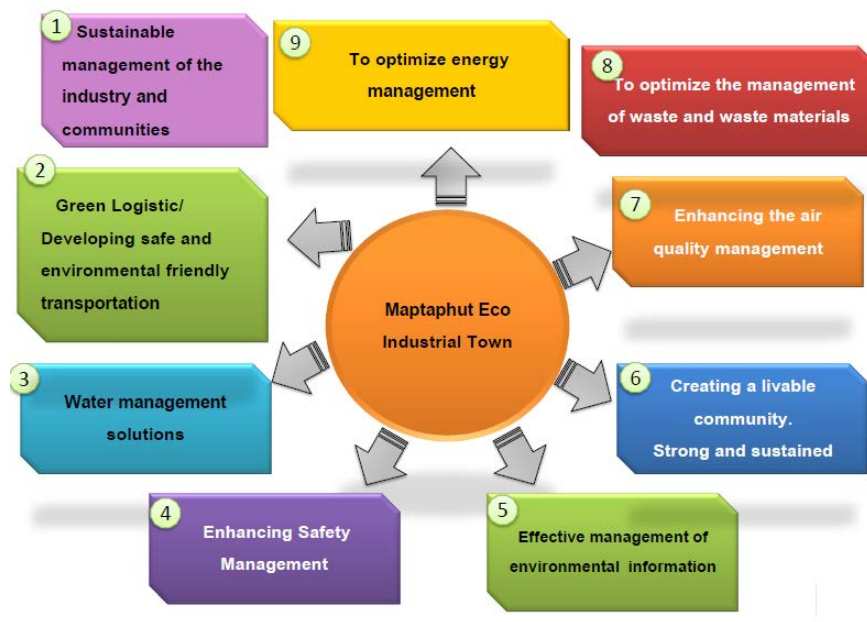 1
Sustainable
management of the
industry and
communities
9
To optimize energy
management
8
To optimize the management
of waste and waste materials
2
Green Logistic/
Developing safe and
environmental friendly
transportation
7
Enhancing the air
quality management
Maptaphut Eco
Industrial Town
3
Water management
solutions
6
Creating a livable
community.
Strong and sustained
4
Enhancing Safety
Management
5
Effective management of
environmental information